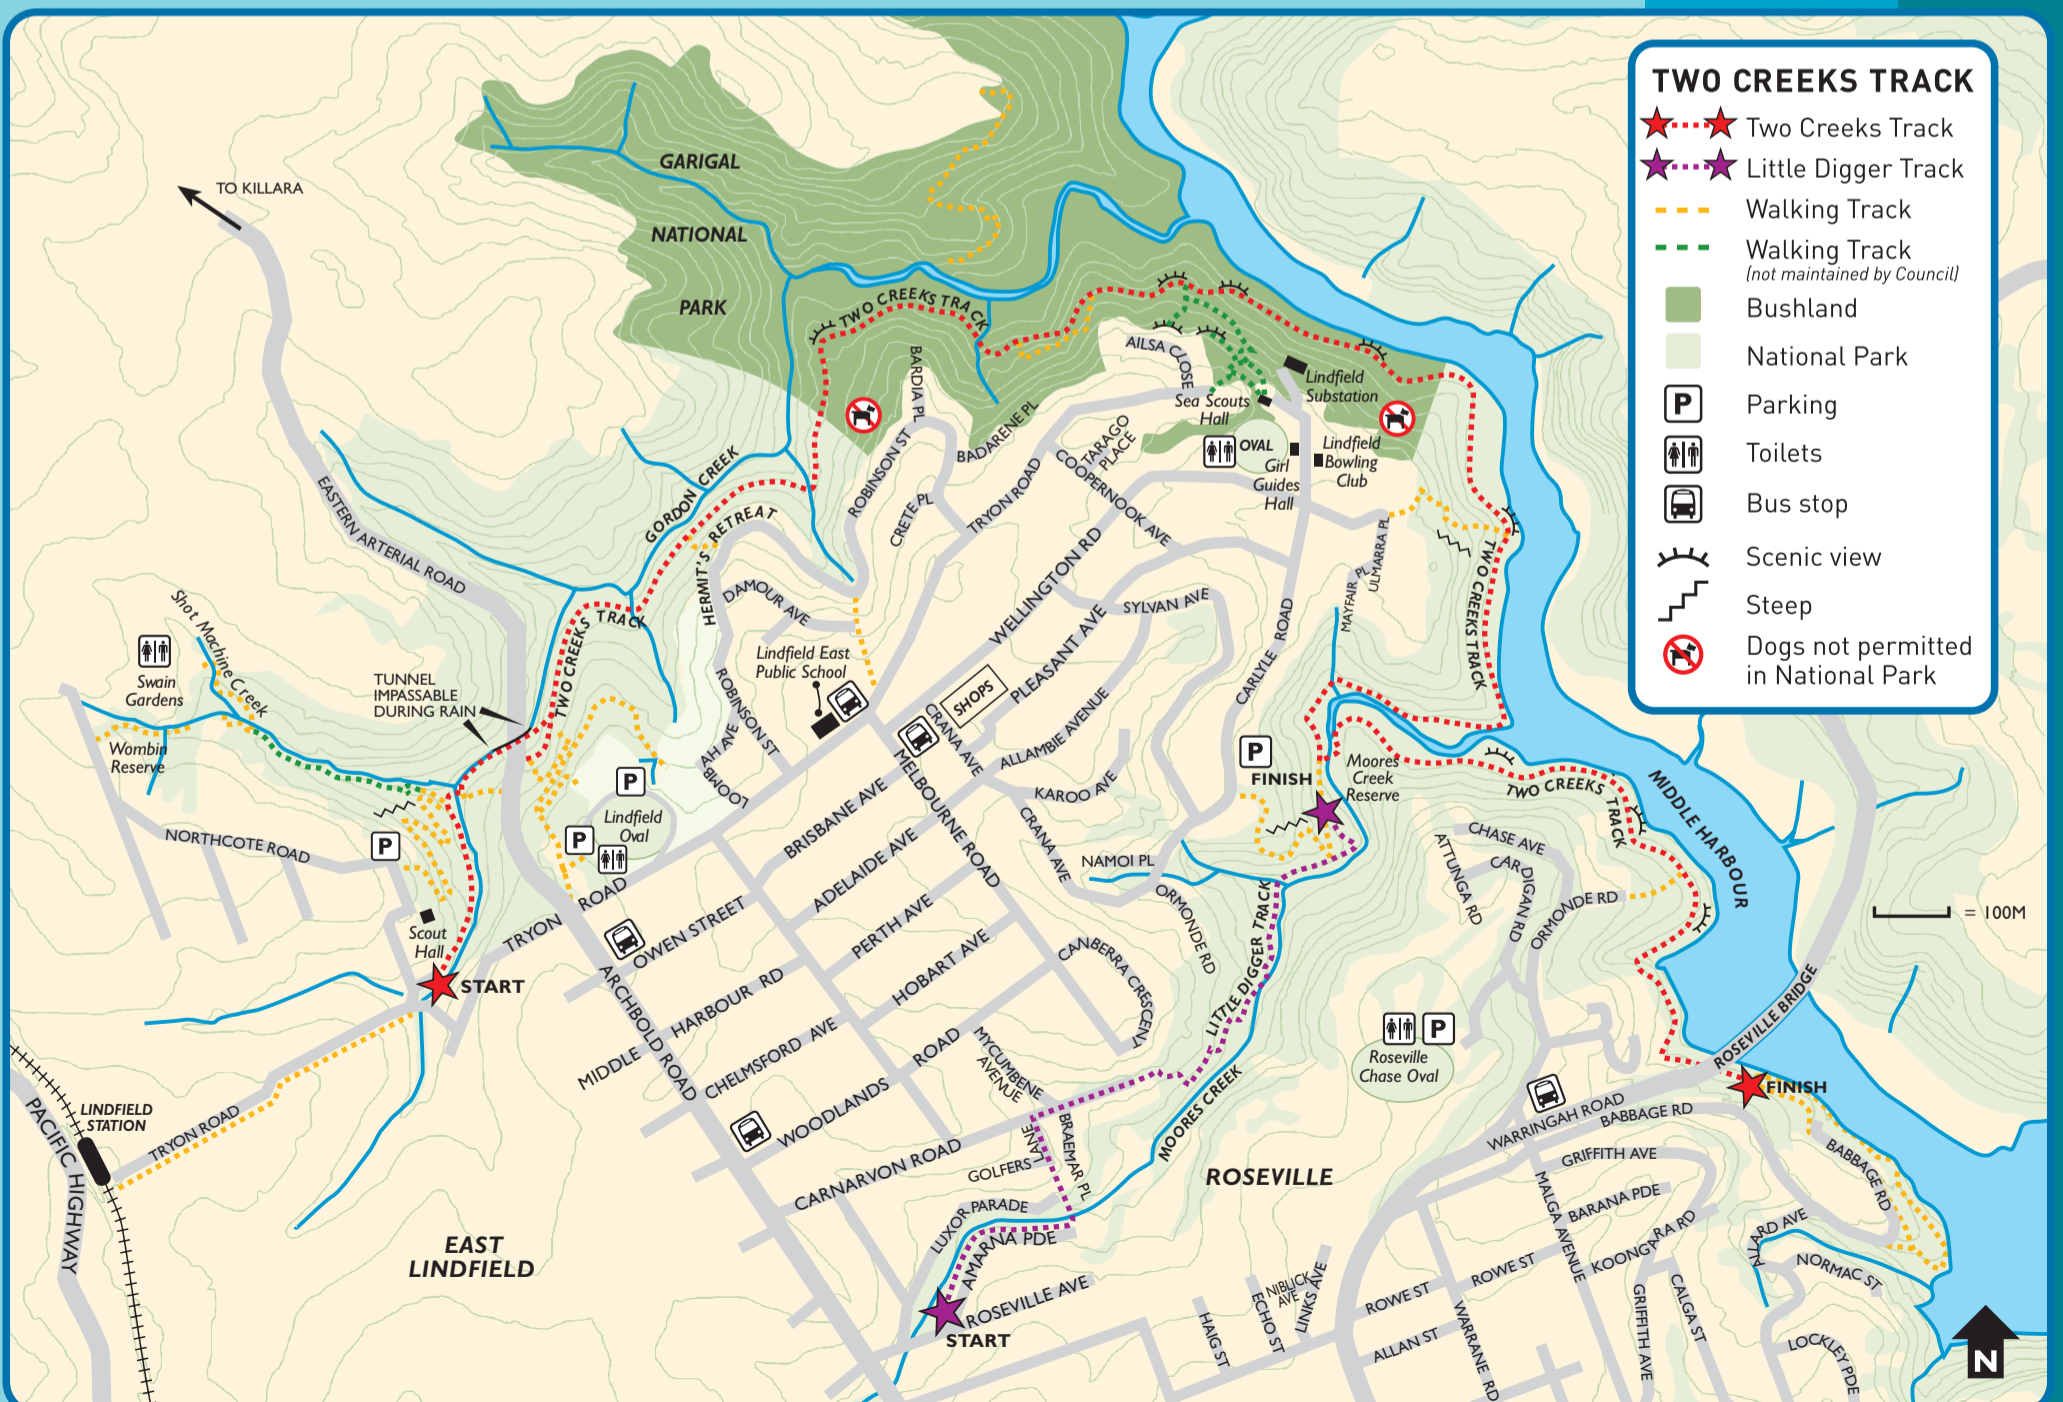 TWO CREEKS TRACK
Two Creeks Track
Little Digger Track
Walking Track
Walking Track
(not maintained by Council)
Bushland
National Park
P
Parking
Toilets
Bus stop
Scenic view
Steep
Dogs not permitted
in National Park
TO KILLARA
GARIGAL
NATIONAL
PARK
TWO CREEKS TRACK
BARDIA PL
AILSA CLOSE
Lindfield
Substation
Sea Scouts
Hall
OVAL
Girl
Guides
Hall
Lindfield
Bowling
Club
BADARENE PL
TARAGO
PLACE
COOPERNOOK AVE
ROBINSON ST
CRETE PL
TRYON ROAD
GORDON CREEK
HERMIT'S RETREAT
EASTERN ARTERIAL ROAD
DAMOUR AVE
WELLINGTON RD
SYLVAN AVE
PLEASANT AVE
MAYFAIR PL
ULMARRA PL
CARLYLE ROAD
TWO CREEKS TRACK
TWO CREEKS TRACK
Shot Machine Creek
Swain
Gardens
Wombin
Reserve
TUNNEL
IMPASSABLE
DURING RAIN
Lindfield East
Public School
SHOPS
ROBINSON ST
CRANA AVE
ALLAMBIE AVENUE
KAROO AVE
LOOMBAH AVE
P
Lindfield
Oval
P
P
NORTHCOTE ROAD
Scout
Hall
START
TRYON ROAD
MELBOURNE ROAD
BRISBANE AVE
ADELAIDE AVE
CRANA AVE
NAMOI PL
ORMONDE RD
P
FINISH
Moores
Creek
Reserve
TWO CREEKS TRACK
MIDDLE HARBOUR
CHASE AVE
CARDIGAN RD
ATTUNGA RD
ORMONDE RD
= 100M
OWEN STREET
PERTH AVE
HOBART AVE
CANBERRA CRESCENT
LITTLE DIGGER TRACK
ARCHBOLD ROAD
MIDDLE HARBOUR RD
CHELMSFORD AVE
WOODLANDS ROAD
NYCUMBENE
AVENUE
MOORES CREEK
P
Roseville
Chase Oval
ROSEVILLE BRIDGE
FINISH
WARRINGAH ROAD
BABBAGE RD
BABBAGE RD
LINDFIELD
STATION
TRYON ROAD
PACIFIC HIGHWAY
CARNARVON ROAD
GOLFERS LANE
BRAEMAR PL
ROSEVILLE
GRIFFITH AVE
MALGA AVENUE
BARANA PDE
KOONGARA RD
ALLARD AVE
NORMAC ST
EAST
LINDFIELD
LUXOR PARADE
AMARNA PDE
ROSEVILLE AVE
START
NIBLICK
AVE
ECHO ST
LINKS AVE
HAIG ST
ROWE ST
ROWE ST
ALLAN ST
WARRANE RD
GRIFFITH AVE
CALGA ST
LOCKLEY PDE
N